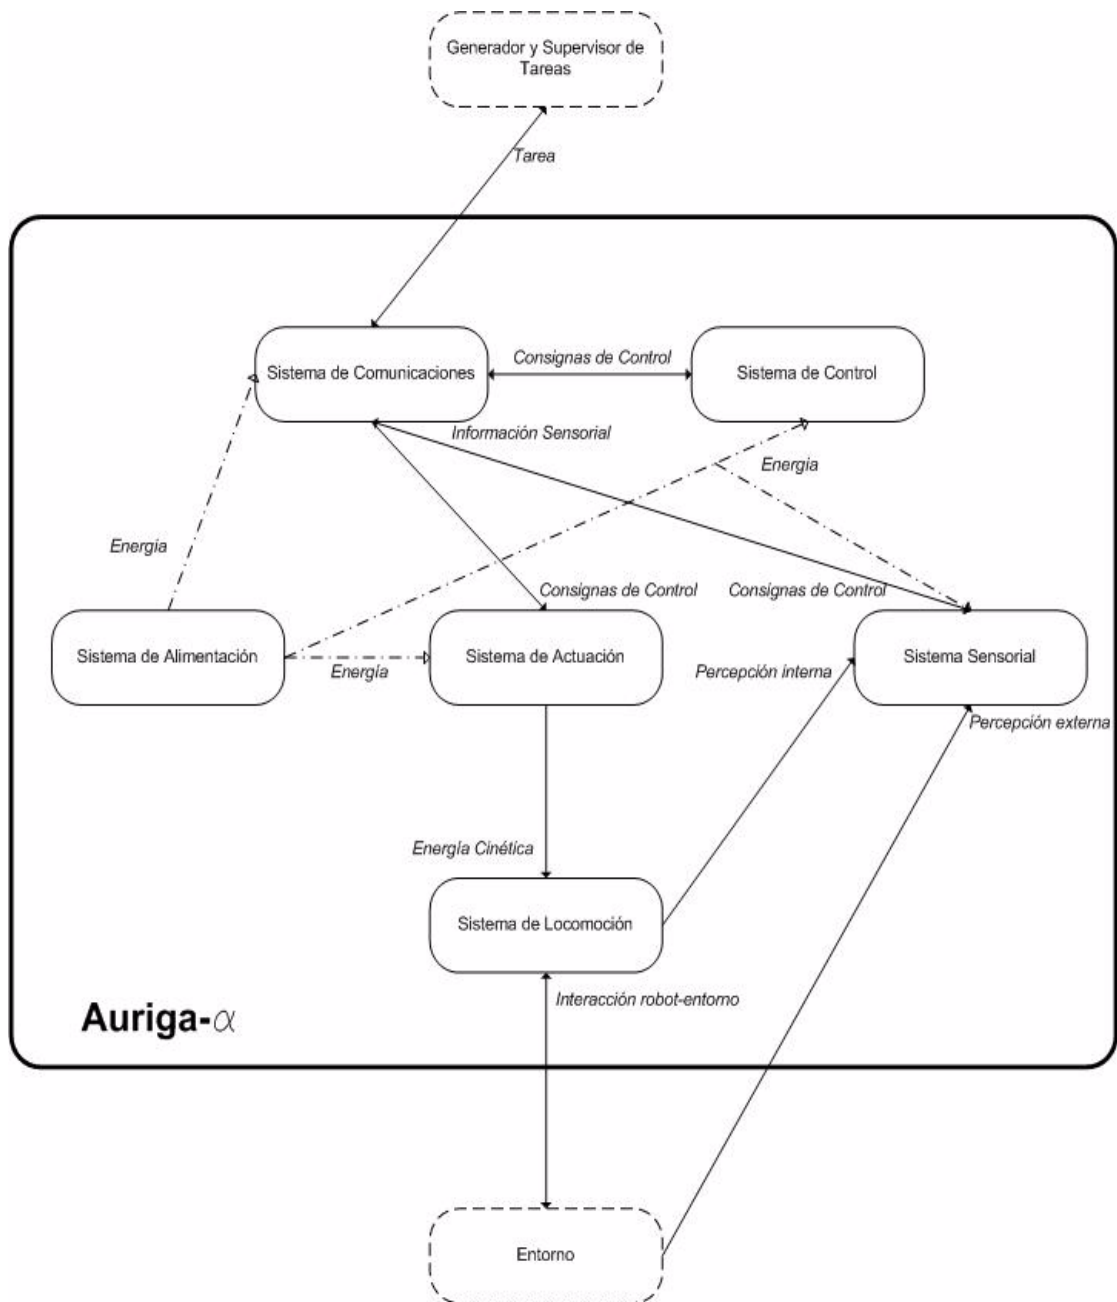 Generador y Supervisor de
Tareas
Tarea
Consignas de Control
Sistema de Comunicaciones
Sistema de Control
Información Sensorial
Energía
Energía
Consignas de Control
Consignas de Control
Sistema de Alimentación
Sistema de Actuación
Sistema Sensorial
Energía
Percepción interna
Percepción externa
Energía Cinética
Sistema de Locomoción
Interacción robot-entorno
Auriga-α
Entorno